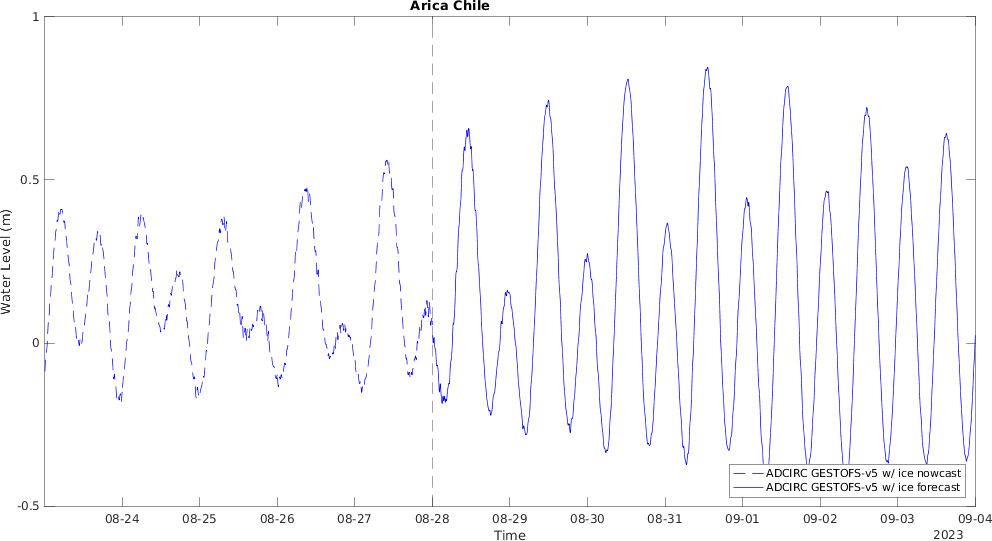 Arica Chile
1
0.5
0
-0.5
Water Level (m)
08-24 08-25 08-26 08-27 08-28 08-29 08-30 08-31 09-01 09-02 09-03 09-04
Time
2023
ADCIRC GESTOFS-v5 w/ ice nowcast
ADCIRC GESTOFS-v5 w/ ice forecast